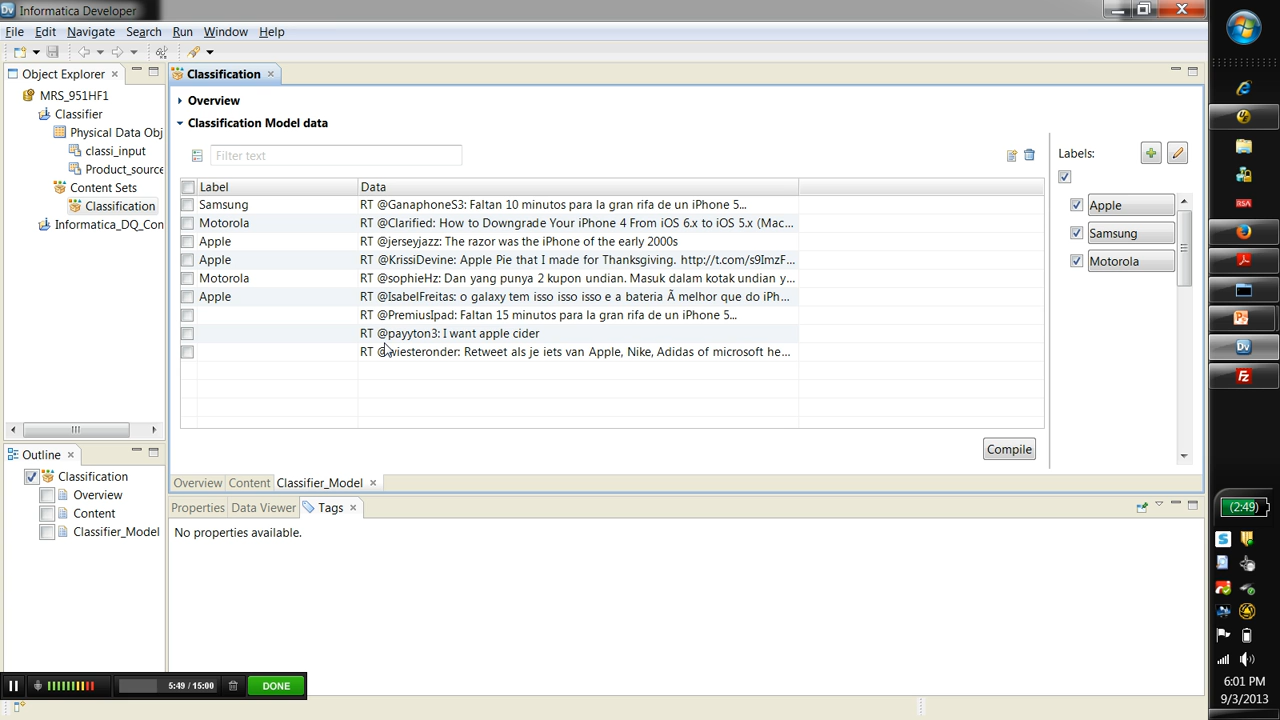 Informatica Developer
File Edit Navigate Search Run Window Help
Object Explorer
MRS_951HF1
Classifier
Physical Data Obj
classi_input
Product_source
Content Sets
Classification
Informatica_DQ_Con
Classification
Overview
Classification Model data
Filter text
Label Data
Samsung RT @GanaphoneS3: Faltan 10 minutos para la gran rifa de un iPhone 5...
Motorola RT @Clarified: How to Downgrade Your iPhone 4 From iOS 6.x to iOS 5.x (Mac...
Apple RT @jerseyjazz: The razor was the iPhone of the early 2000s
Apple RT @KrissiDevine: Apple Pie that I made for Thanksgiving. http://t.com/s9ImzF...
Motorola RT @sophieHz: Dan yang punya 2 kupon undian. Masuk dalam kotak undian y...
Apple RT @IsabelFreitas: o galaxy tem isso isso isso e a bateria Ã melhor que do iPh...
RT @PremiusIpad: Faltan 15 minutos para la gran rifa de un iPhone 5...
RT @payyton3: I want apple cider
RT Retweet als je iets van Apple, Nike, Adidas of microsoft he...
Labels:
Apple
Samsung
Motorola
Compile
Overview Content Classifier_Model
Outline
Classification
Overview
Content
Classifier_Model
Properties Data Viewer Tags
No properties available.
5:49 / 15:00 DONE
RSA
(2:49)
6:01 PM
9/3/2013